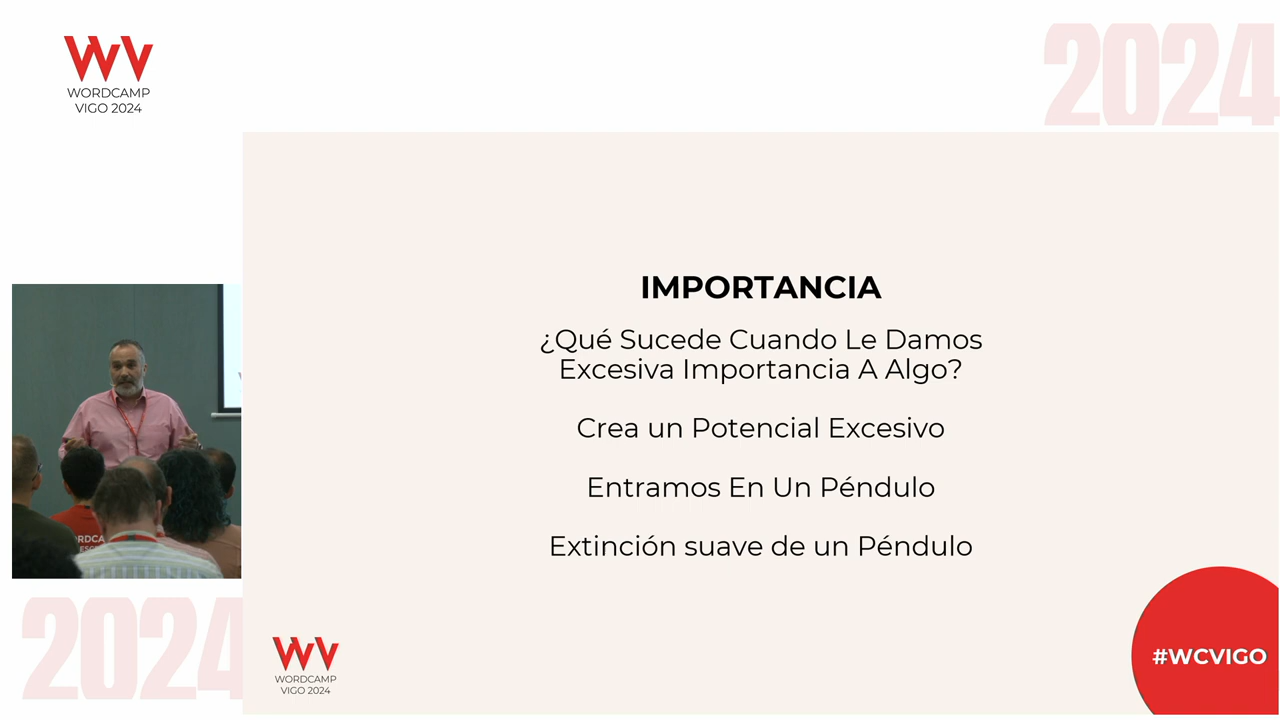 WORDCAMP
VIGO 2024
2024
IMPORTANCIA
¿Qué Sucede Cuando Le Damos
Excesiva Importancia A Algo?
Crea un Potencial Excesivo
Entramos En Un Péndulo
Extinción suave de un Péndulo
2024
WORDCAMP
VIGO 2024
#WCVIGO